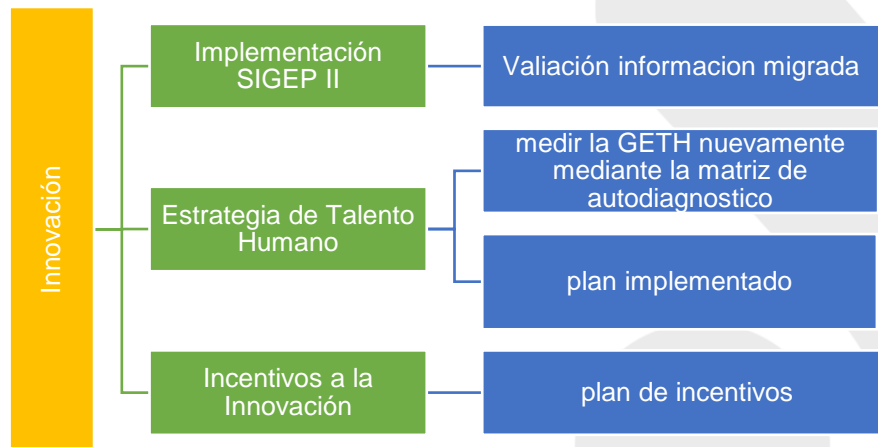 Innovación
Implementación
SIGEP II
Valiación informacion migrada
Estrategia de Talento
Humano
medir la GETH nuevamente
mediante la matriz de
autodiagnostico
plan implementado
Incentivos a la
Innovación
plan de incentivos